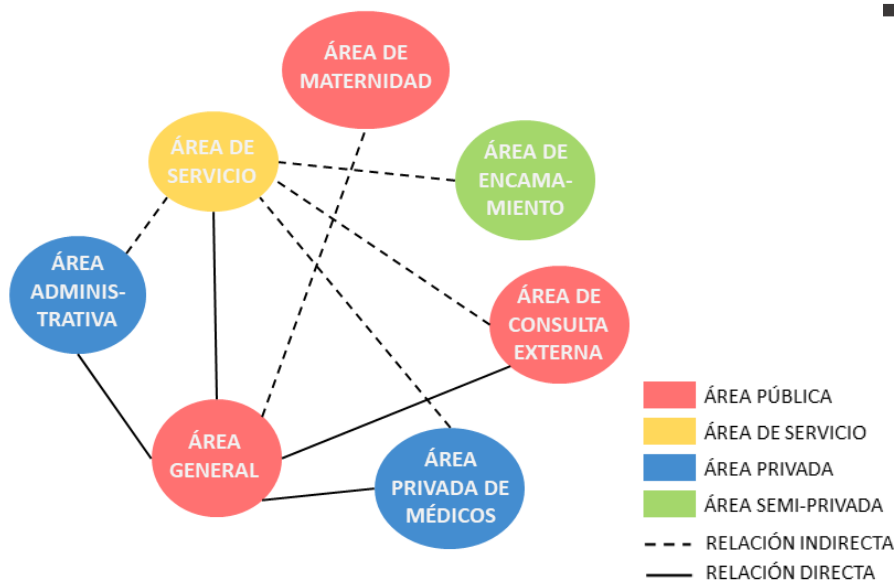 ÁREA DE
MATERNIDAD
ÁREA DE
SERVICIO
ÁREA DE
ENCAMA-
MIENTO
ÁREA
ADMINIS-
TRATIVA
ÁREA DE
CONSULTA
EXTERNA
ÁREA
GENERAL
ÁREA
PRIVADA DE
MÉDICOS
ÁREA PÚBLICA
ÁREA DE SERVICIO
ÁREA PRIVADA
ÁREA SEMI-PRIVADA
RELACIÓN INDIRECTA
RELACIÓN DIRECTA